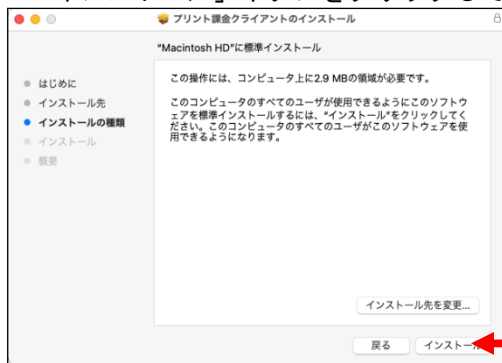 プリント課金クライアントのインストール
"Macintosh HD"に標準インストール
はじめに
インストール先
インストールの種類
インストール
概要
この操作には、コンピュータ上に2.9 MBの領域が必要です。
このコンピュータのすべてのユーザが使用できるようにこのソフトウ
ェアを標準インストールするには、"インストール"をクリックしてく
ださい。このコンピュータのすべてのユーザがこのソフトウェアを使
用できるようになります。
インストール先を変更...
戻る
インストール